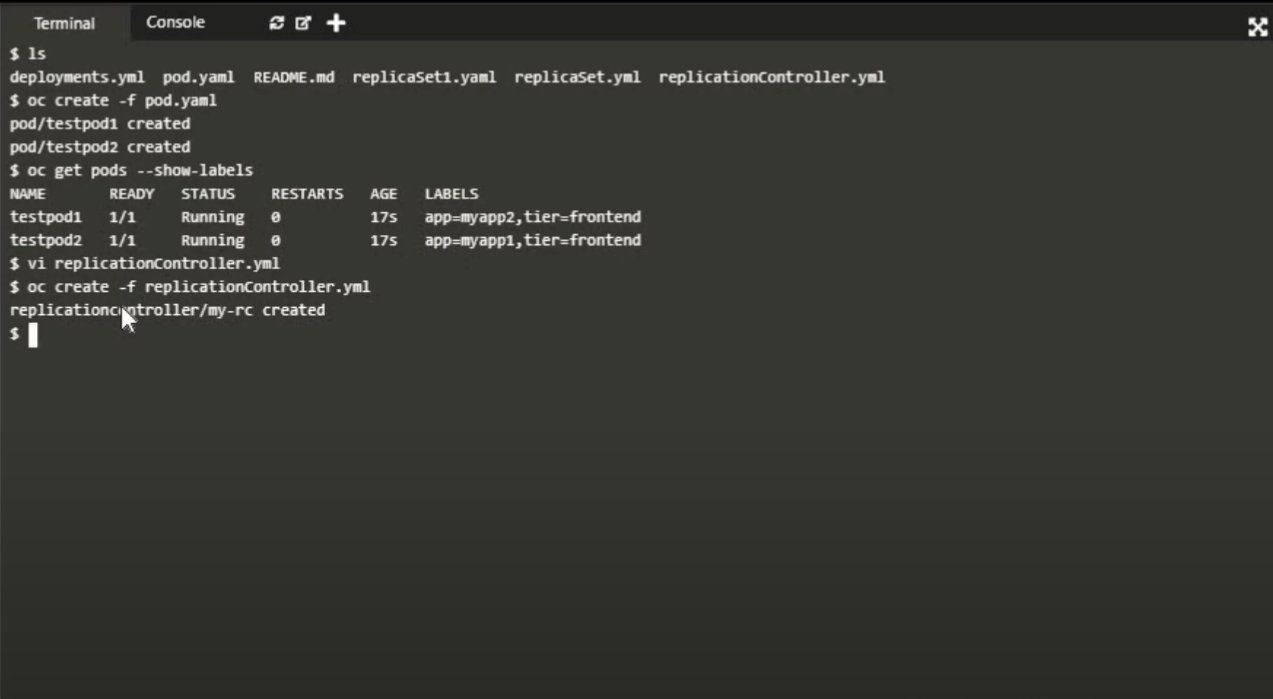 Terminal Console
$ ls
deployments.yml pod.yaml README.md replicaSet1.yaml replicaSet.yml replicationController.yml
$ oc create -f pod.yaml
pod/testpod1 created
pod/testpod2 created
$ oc get pods --show-labels
NAME READY STATUS RESTARTS AGE LABELS
testpod1 1/1 Running 0 17s app=myapp2,tier=frontend
testpod2 1/1 Running 0 17s app=myapp1,tier=frontend
$ vi replicationController.yml
$ oc create -f replicationController.yml
replicationcontroller/my-rc created
$